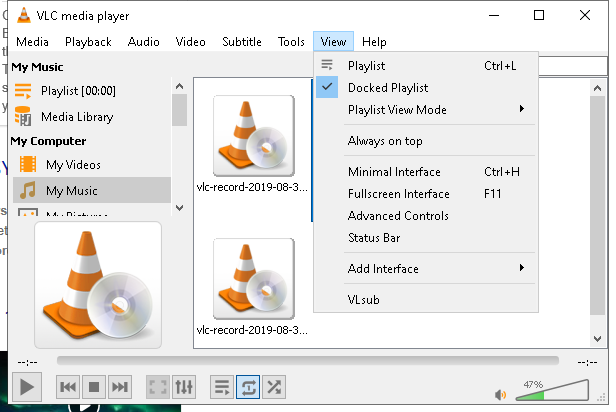 VLC media player
Media Playback Audio Video Subtitle Tools View Help
My Music
Playlist [00:00]
Media Library
My Computer
My Videos
My Music
My Pictures
vlc-record-2019-08-3...
vlc-record-2019-08-3...
Playlist Ctrl+L
Docked Playlist
Playlist View Mode
Always on top
Minimal Interface Ctrl+H
Fullscreen Interface F11
Advanced Controls
Status Bar
Add Interface
VLsub
--:-- --:--
47%